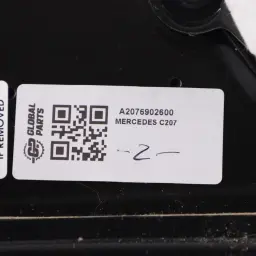 IF REMOVED
GLOBAL
PARTS
A2076902600
MERCEDES C207
-2-